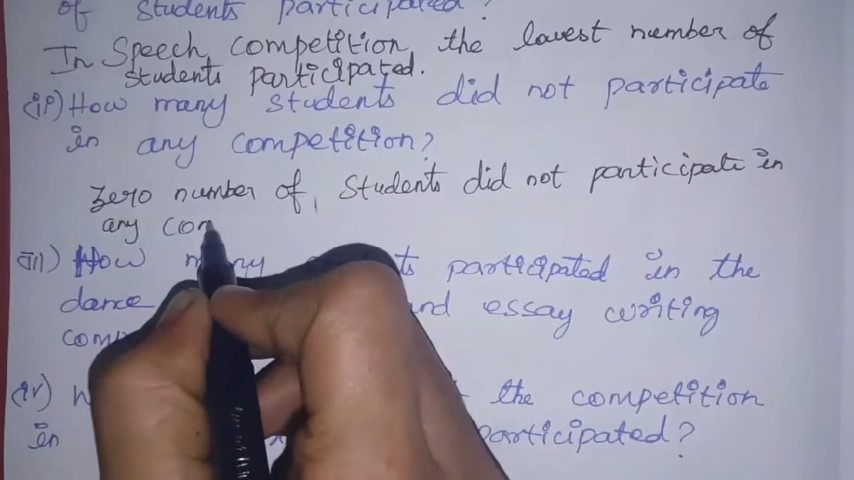 of students participated?
In Speech competition, the lowest number of
students participated.
(ii) How many students did not participate
in any competition?
Zero number of students did not participate in
any com
(iii) How participated in the
dance and essay writing
(iv) the competition
in participated?